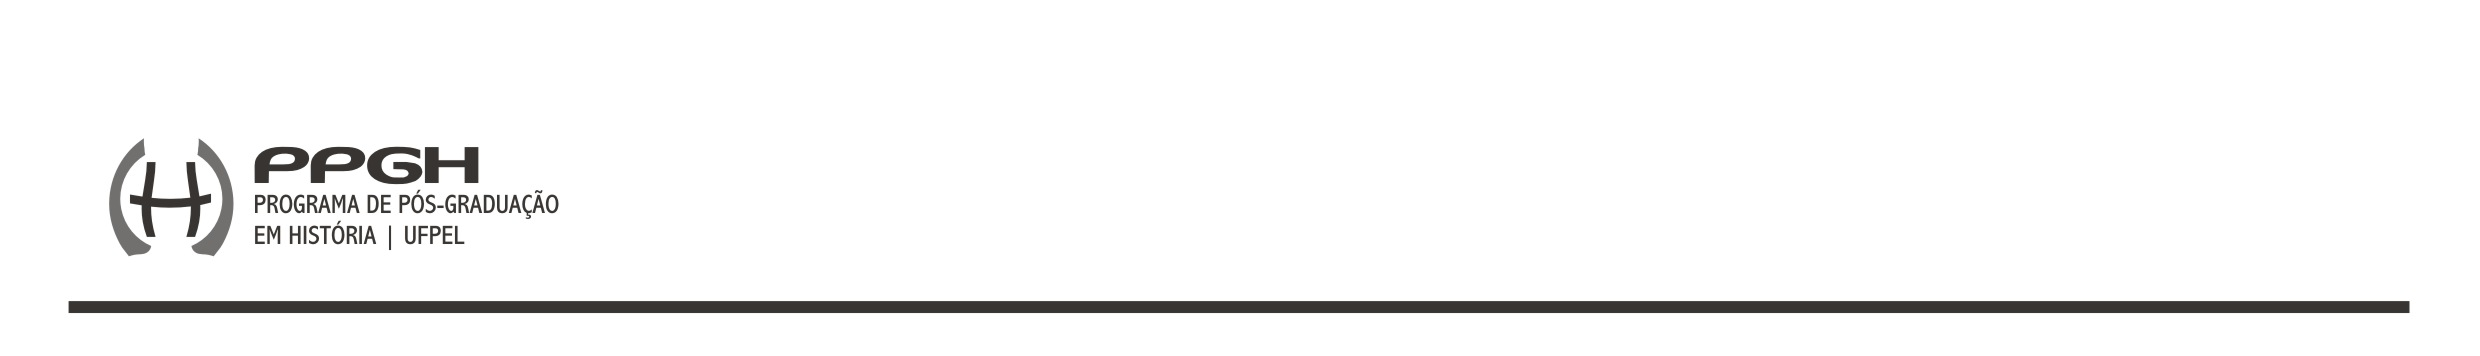 PPGH
PROGRAMA DE PÓS-GRADUAÇÃO
EM HISTÓRIA | UFPEL